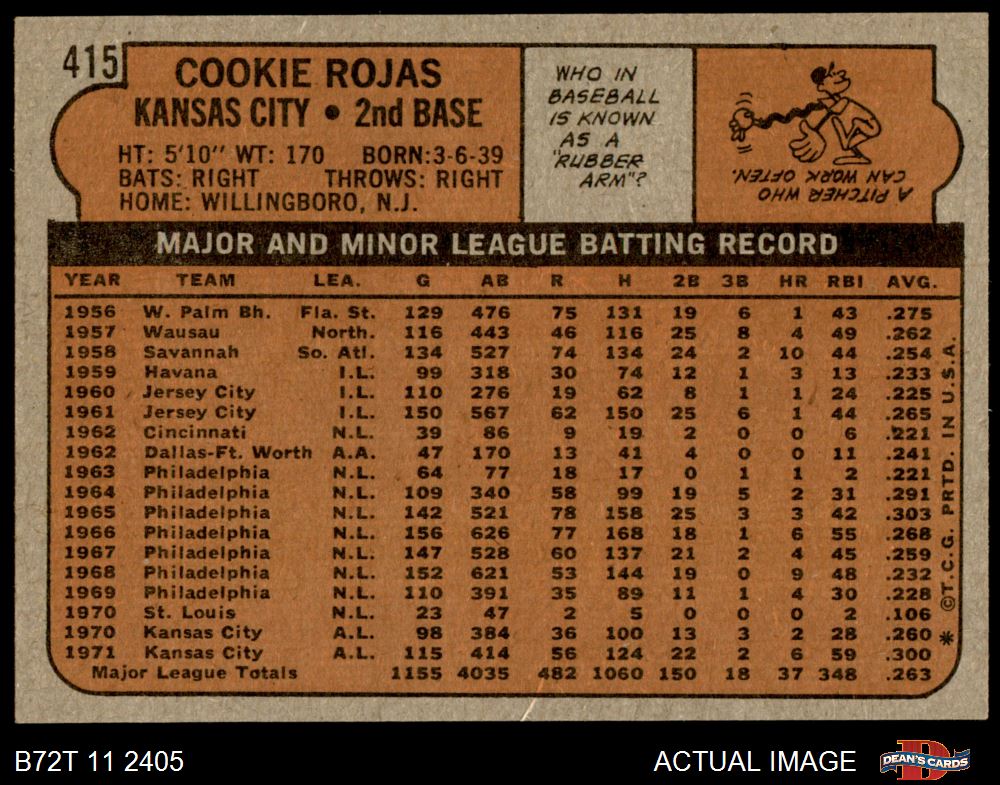 415
COOKIE ROJAS
KANSAS CITY • 2nd BASE
HT: 5'10" WT: 170 BORN:3-6-39
BATS: RIGHT THROWS: RIGHT
HOME: WILLINGBORO, N.J.
WHO IN
BASEBALL
IS KNOWN
AS A
"RUBBER
ARM"?
A PITCHER WHO
CAN WORK OFTEN.
MAJOR AND MINOR LEAGUE BATTING RECORD
YEAR TEAM LEA. G AB R H 2B 3B HR RBI AVG.
1956 W. Palm Bh. Fla. St. 129 476 75 131 19 6 1 43 .275
1957 Wausau North. 116 443 46 116 25 8 4 49 .262
1958 Savannah So. Atl. 134 527 74 134 24 2 10 44 .254
1959 Havana I.L. 99 318 30 74 12 1 3 13 .233
1960 Jersey City I.L. 110 276 19 62 8 1 1 24 .225
1961 Jersey City I.L. 150 567 62 150 25 6 1 44 .265
1962 Cincinnati N.L. 39 86 9 19 2 0 0 6 .221
1962 Dallas-Ft. Worth A.A. 47 170 13 41 4 0 0 11 .241
1963 Philadelphia N.L. 64 77 18 17 0 1 1 2 .221
1964 Philadelphia N.L. 109 340 58 99 19 5 2 31 .291
1965 Philadelphia N.L. 142 521 78 158 25 3 3 42 .303
1966 Philadelphia N.L. 156 626 77 168 18 1 6 55 .268
1967 Philadelphia N.L. 147 528 60 137 21 2 4 45 .259
1968 Philadelphia N.L. 152 621 53 144 19 0 9 48 .232
1969 Philadelphia N.L. 110 391 35 89 11 1 4 30 .228
1970 St. Louis N.L. 23 47 2 5 0 0 0 2 .106
1970 Kansas City A.L. 98 384 36 100 13 3 2 28 .260
1971 Kansas City A.L. 115 414 56 124 22 2 6 59 .300
Major League Totals 1155 4035 482 1060 150 18 37 348 .263
* ©T.C.G. PRTD. IN U.S.A.
B72T 11 2405
ACTUAL IMAGE
D
DEAN'S CARDS